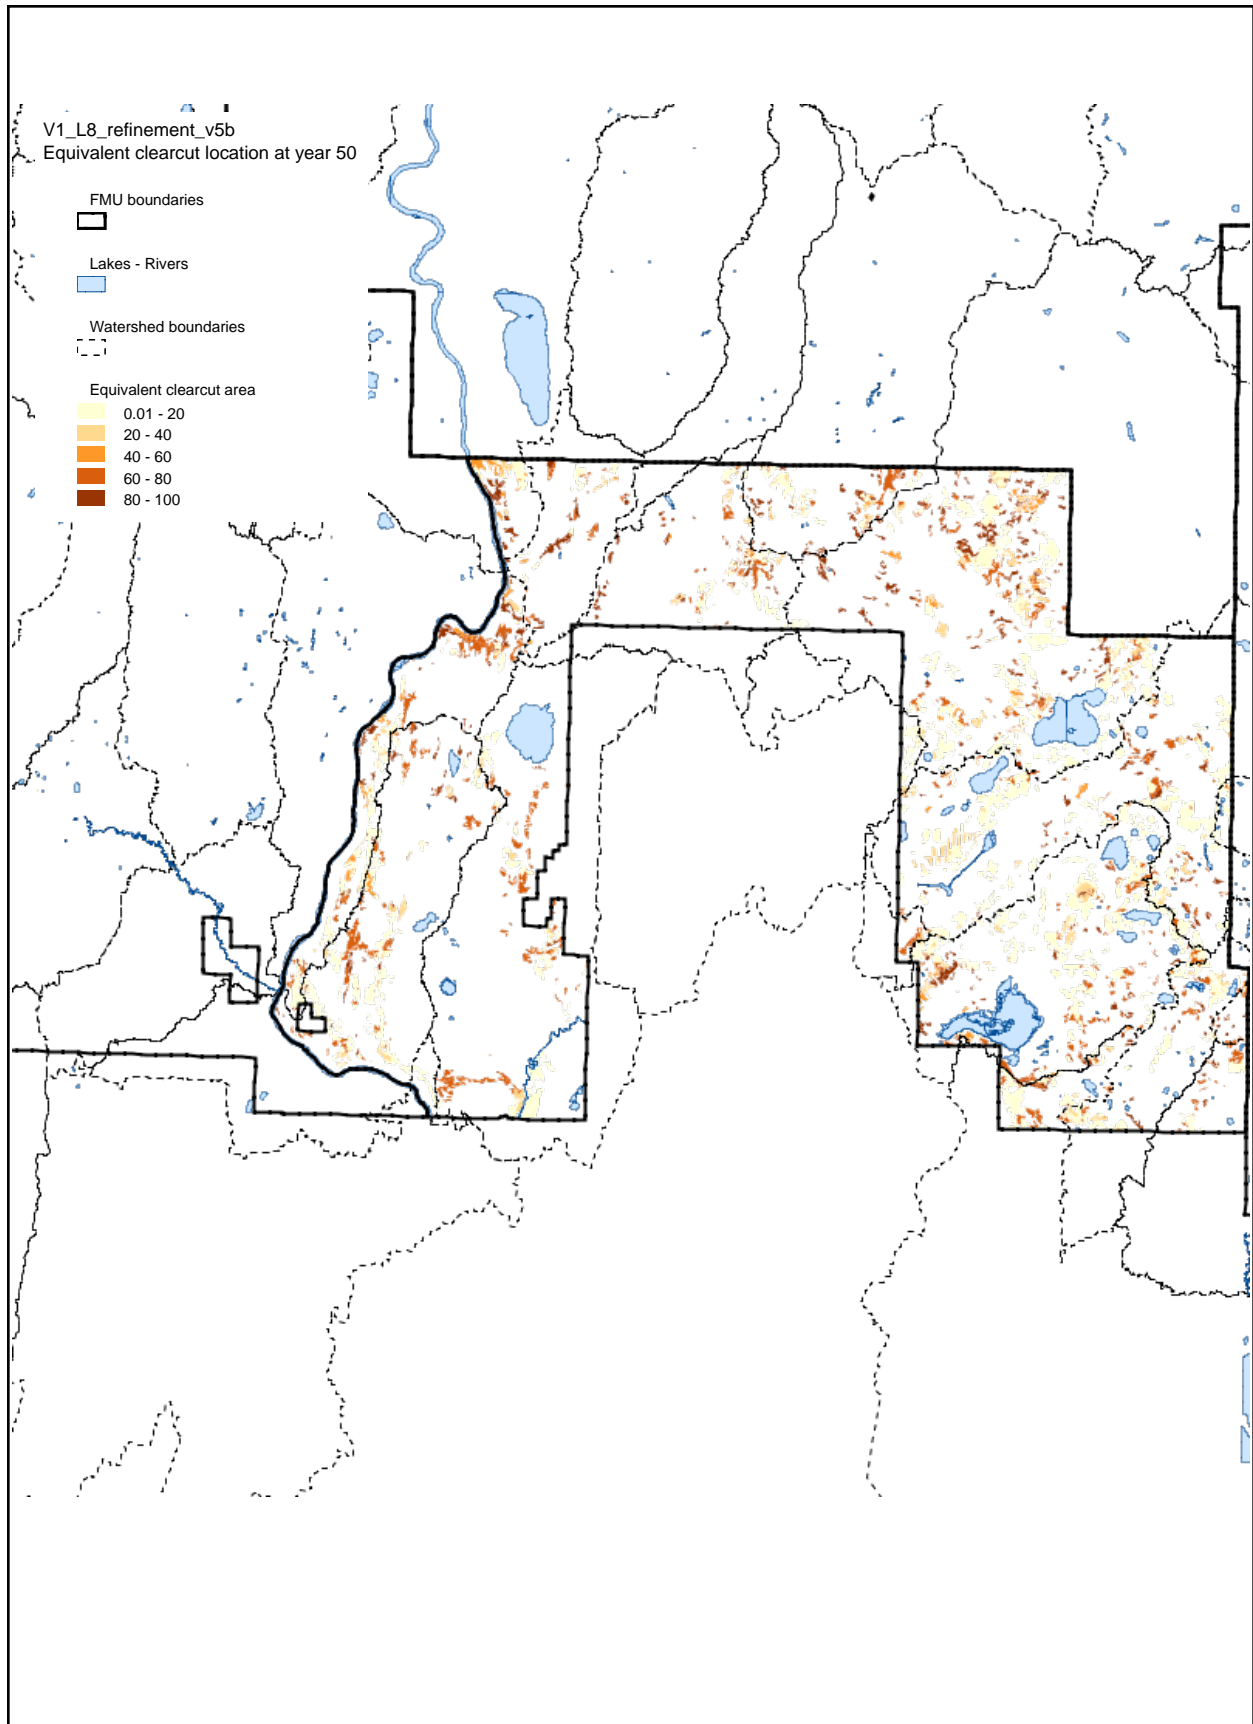 V1_L8_refinement_v5b
Equivalent clearcut location at year 50
FMU boundaries
Lakes - Rivers
Watershed boundaries
Equivalent clearcut area
0.01 - 20
20 - 40
40 - 60
60 - 80
80 - 100